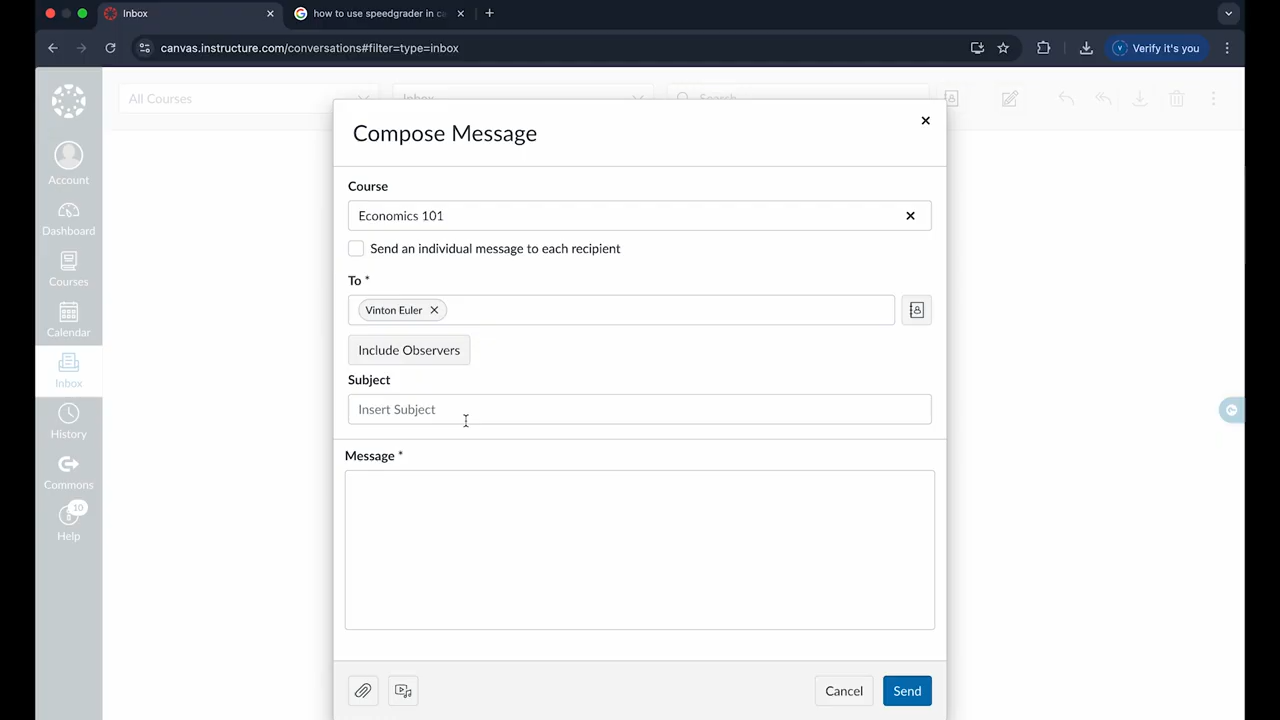 Inbox
how to use speedgrader in ca
canvas.instructure.com/conversations#filter=type=inbox
Verify it's you
All Courses
Inbox
Search
Compose Message
Account
Dashboard
Courses
Calendar
Inbox
History
Commons
10
Help
Course
Economics 101
Send an individual message to each recipient
To *
Vinton Euler
Include Observers
Subject
Insert Subject
Message *
Cancel
Send